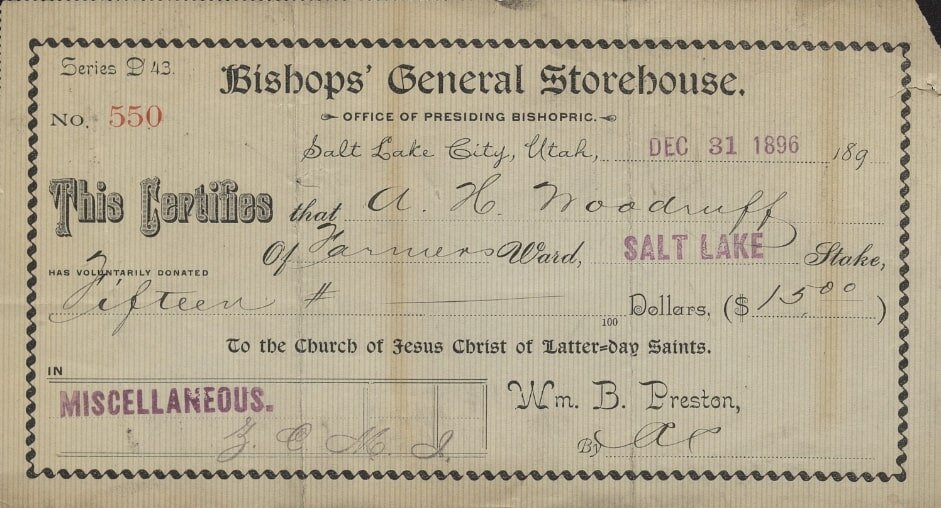 Series D 43.
Bishops' General Storehouse.
No. 550
OFFICE OF PRESIDING BISHOPRIC.
Salt Lake City, Utah, DEC 31 1896 189
This Certifies that A. H. Woodruff
Of Farmers Ward, SALT LAKE Stake,
HAS VOLUNTARILY DONATED
Fifteen # 100 Dollars, ($ 15.00 )
To the Church of Jesus Christ of Latter=day Saints.
IN
MISCELLANEOUS.
Z. C. M. I.
Wm. B. Preston,
By